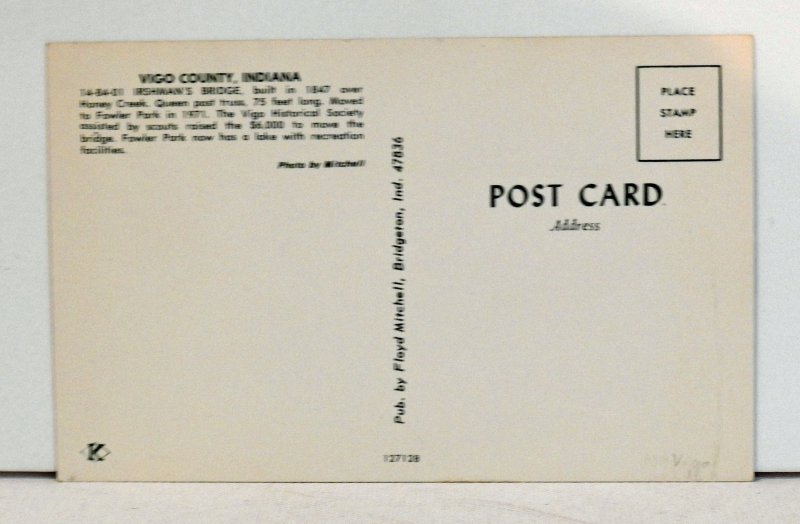 VIGO COUNTY, INDIANA
14-84-01 IRSHMAN'S BRIDGE, built in 1847 over
Honey Creek. Queen post truss, 75 feet long. Moved
to Fowler Park in 1971. The Vigo Historical Society
assisted by scouts raised the $6,000 to move the
bridge. Fowler Park now has a lake with recreation
facilities.
Photo by Mitchell
Pub. by Floyd Mitchell, Bridgeton, Ind. 47836
PLACE
STAMP
HERE
POST CARD
Address
K
127128